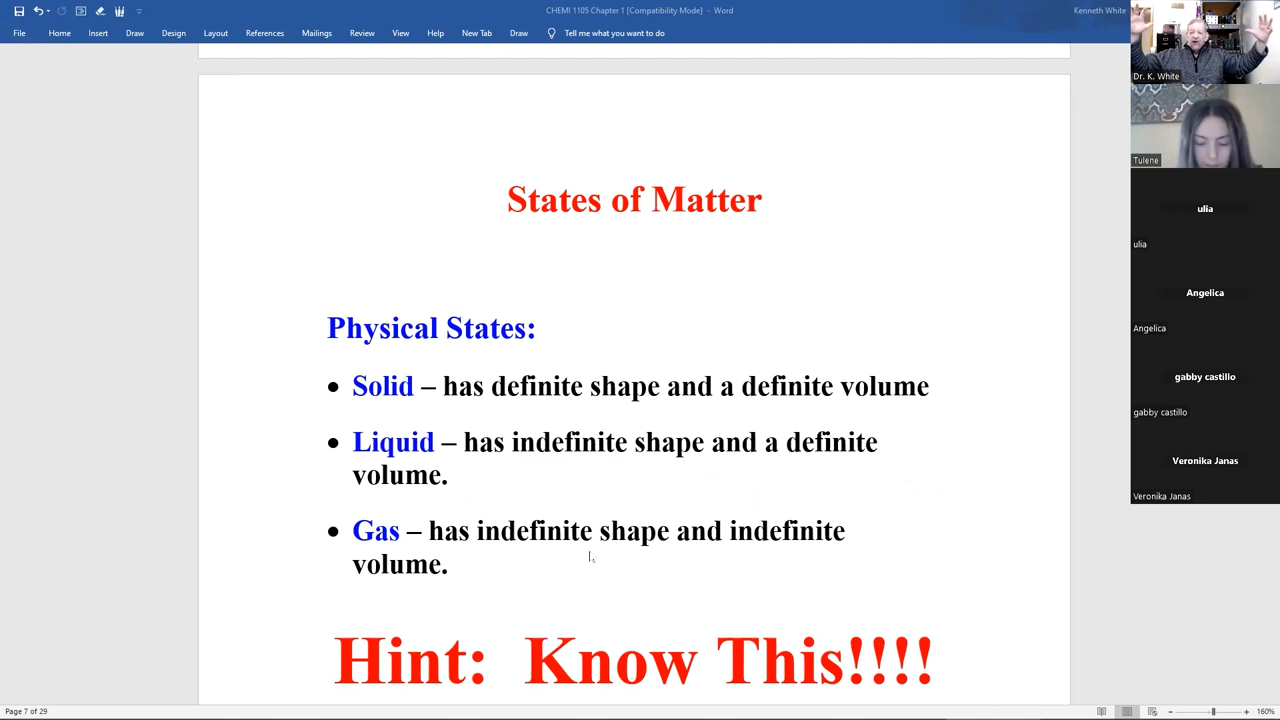 CHEMI 1105 Chapter 1 [Compatibility Mode] - Word
Kenneth White
File Home Insert Draw Design Layout References Mailings Review View Help New Tab Draw Tell me what you want to do
Dr. K. White
Tulene
ulia
ulia
Angelica
Angelica
gabby castillo
gabby castillo
Veronika Janas
Veronika Janas
States of Matter
Physical States:
• Solid – has definite shape and a definite volume
• Liquid – has indefinite shape and a definite
volume.
• Gas – has indefinite shape and indefinite
volume.
Hint: Know This!!!!
Page 7 of 29
160%